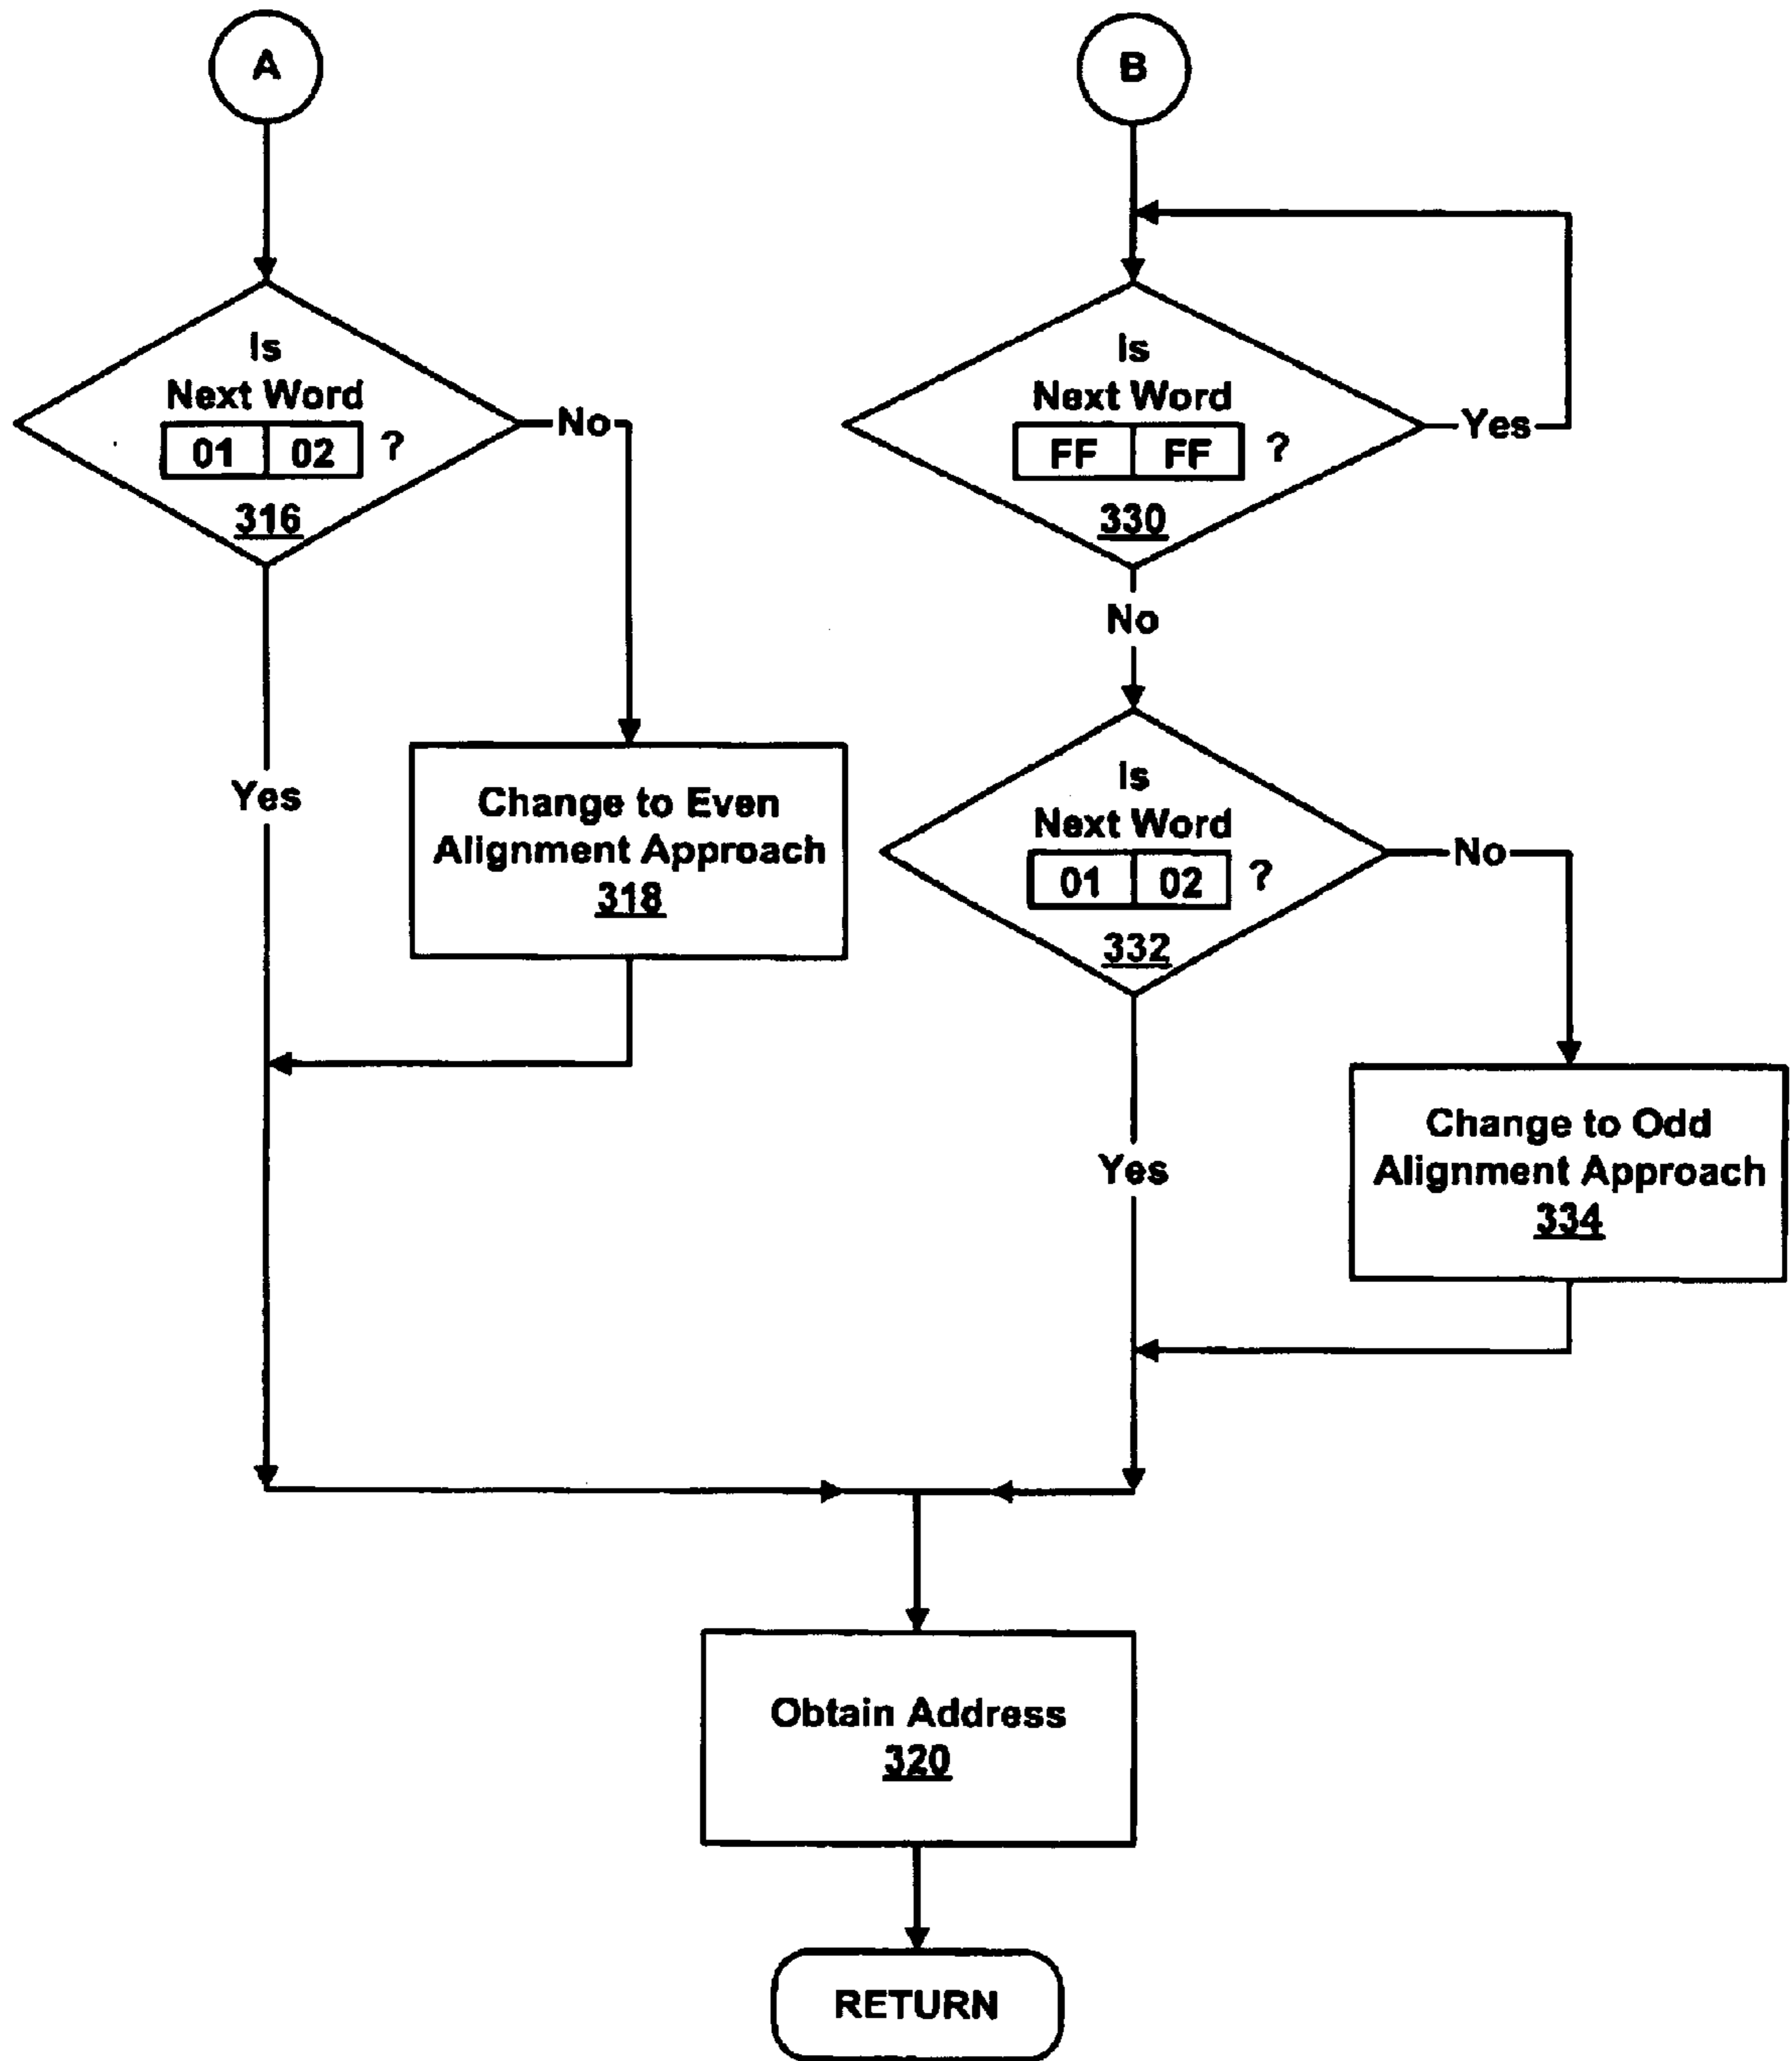 A
B
Is
Next Word
01 02 ?
316
No
Yes
Change to Even
Alignment Approach
318
Is
Next Word
FF FF ?
330
Yes
No
Is
Next Word
01 02 ?
332
No
Yes
Change to Odd
Alignment Approach
334
Obtain Address
320
RETURN